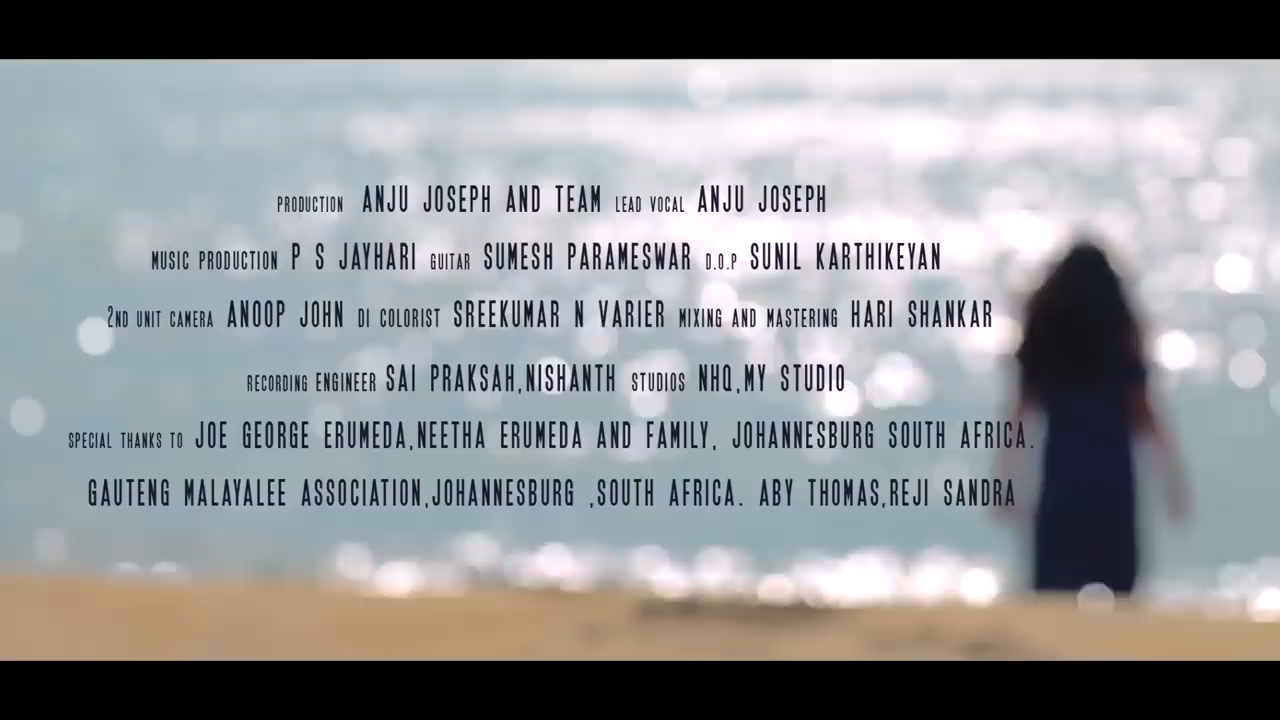 PRODUCTION ANJU JOSEPH AND TEAM LEAD VOCAL ANJU JOSEPH
MUSIC PRODUCTION P S JAYHARI GUITAR SUMESH PARAMESWAR D.O.P SUNIL KARTHIKEYAN
2ND UNIT CAMERA ANOOP JOHN DI COLORIST SREEKUMAR N VARIER MIXING AND MASTERING HARI SHANKAR
RECORDING ENGINEER SAI PRAKSAH,NISHANTH STUDIOS NHQ,MY STUDIO
SPECIAL THANKS TO JOE GEORGE ERUMEDA,NEETHA ERUMEDA AND FAMILY, JOHANNESBURG SOUTH AFRICA.
GAUTENG MALAYALEE ASSOCIATION,JOHANNESBURG ,SOUTH AFRICA. ABY THOMAS,REJI SANDRA